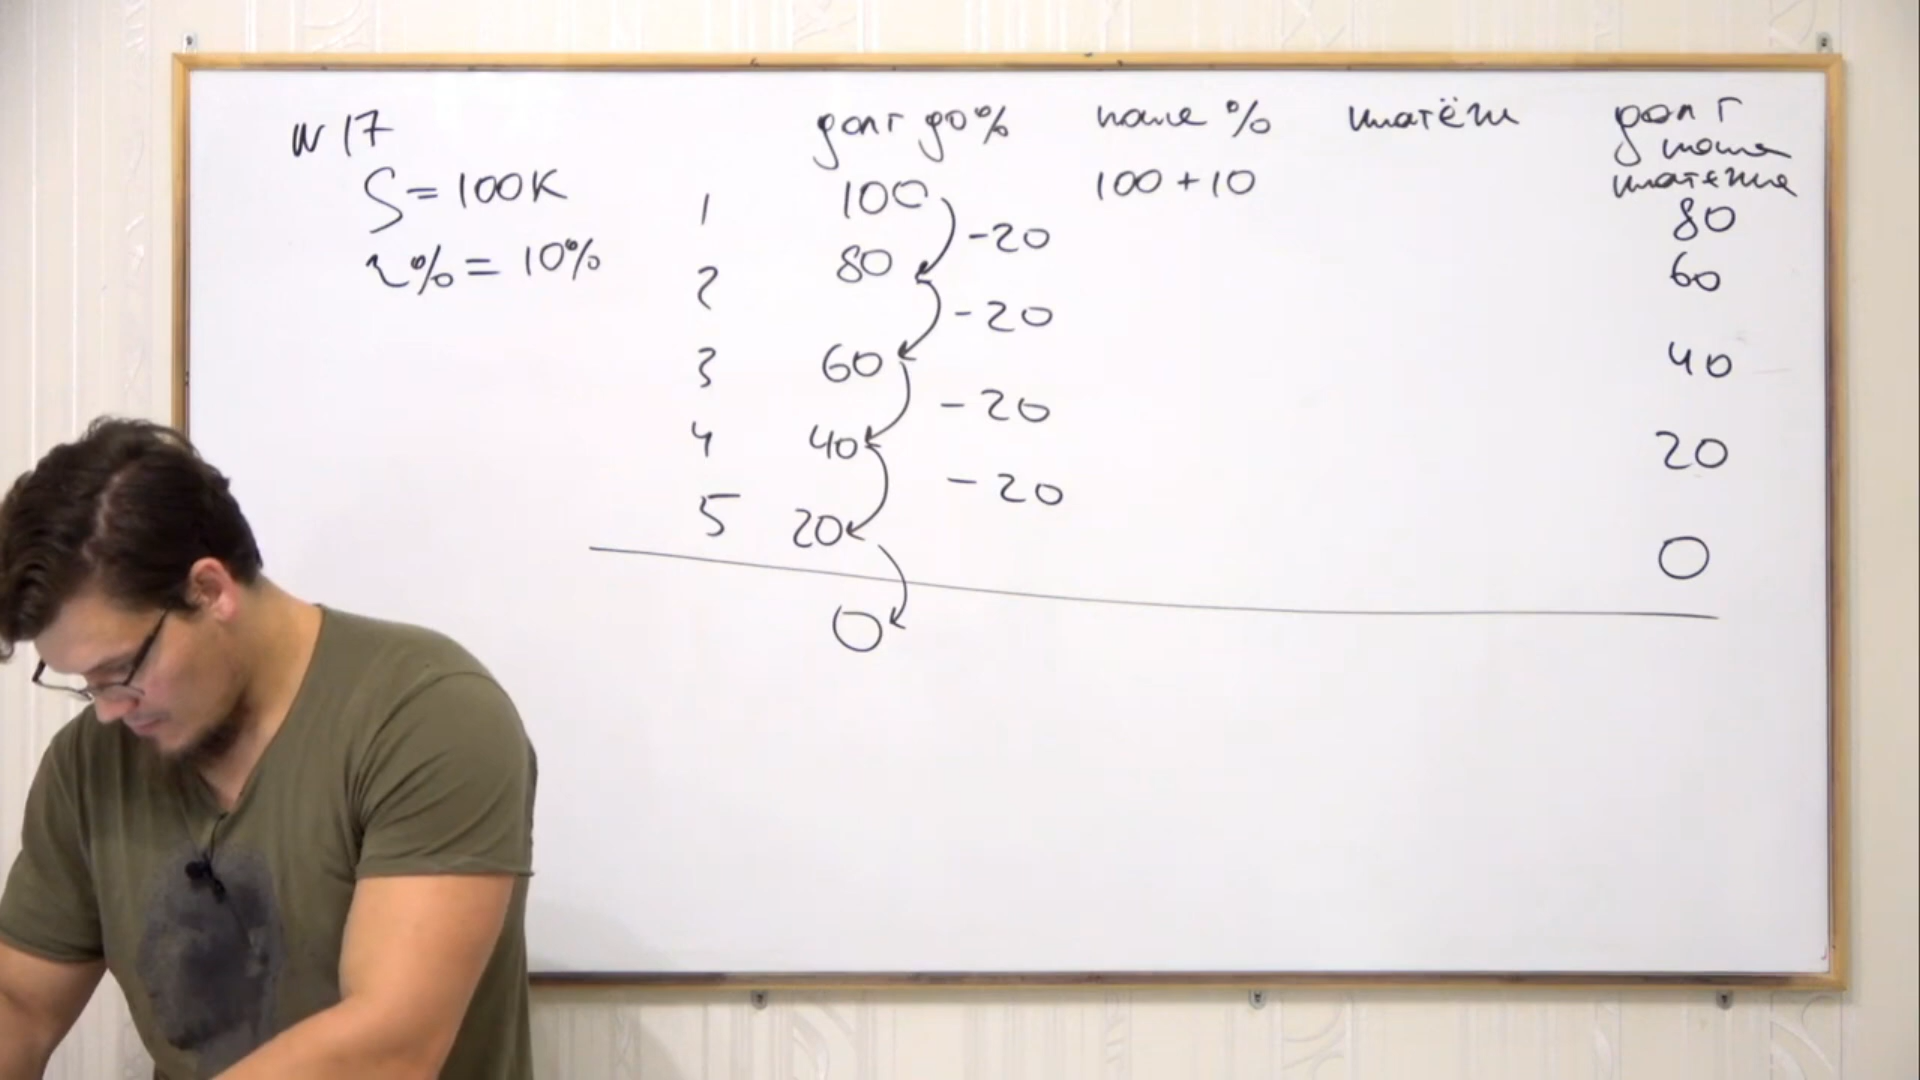 N 17
S = 100К
r% = 10%
долг до %
после %
платёж
долг после платежа
1 100 100 + 10 80
-20
2 80 60
-20
3 60 40
-20
4 40 20
-20
5 20 0
0